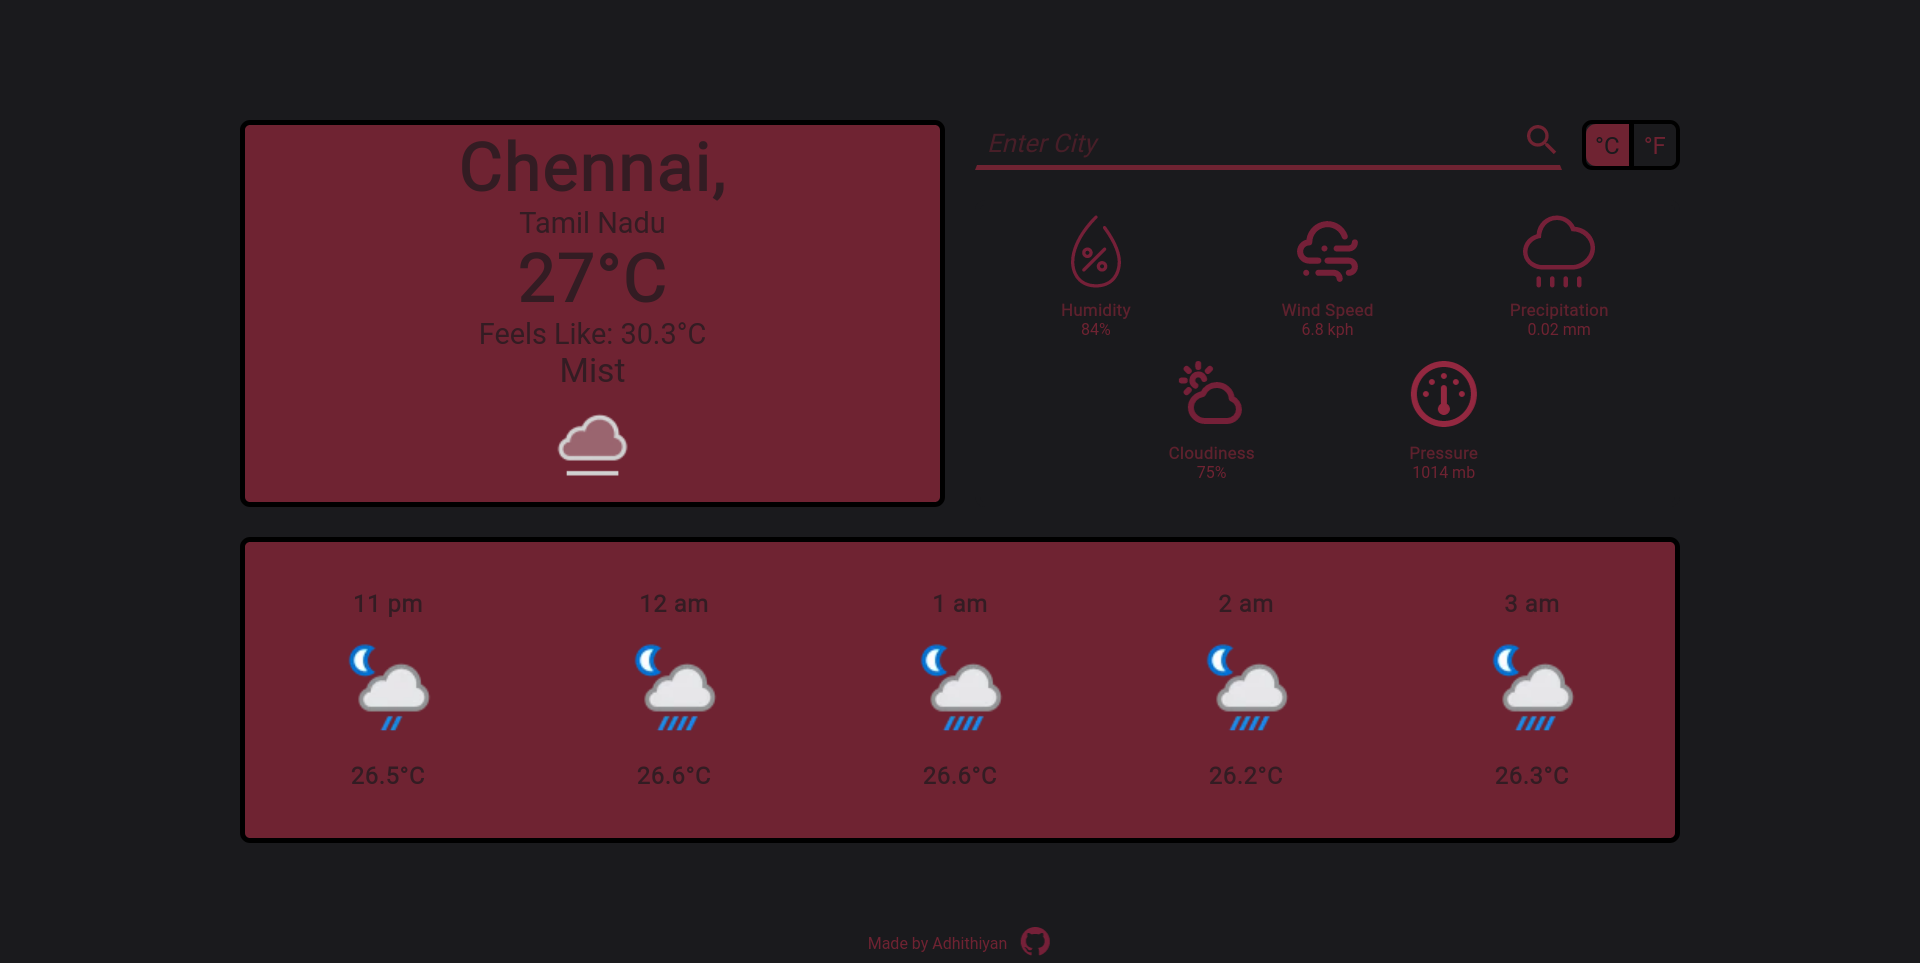 Chennai,
Tamil Nadu
27°C
Feels Like: 30.3°C
Mist
Enter City
°C °F
Humidity
84%
Wind Speed
6.8 kph
Precipitation
0.02 mm
Cloudiness
75%
Pressure
1014 mb
11 pm
12 am
1 am
2 am
3 am
26.5°C
26.6°C
26.6°C
26.2°C
26.3°C
Made by Adhithiyan